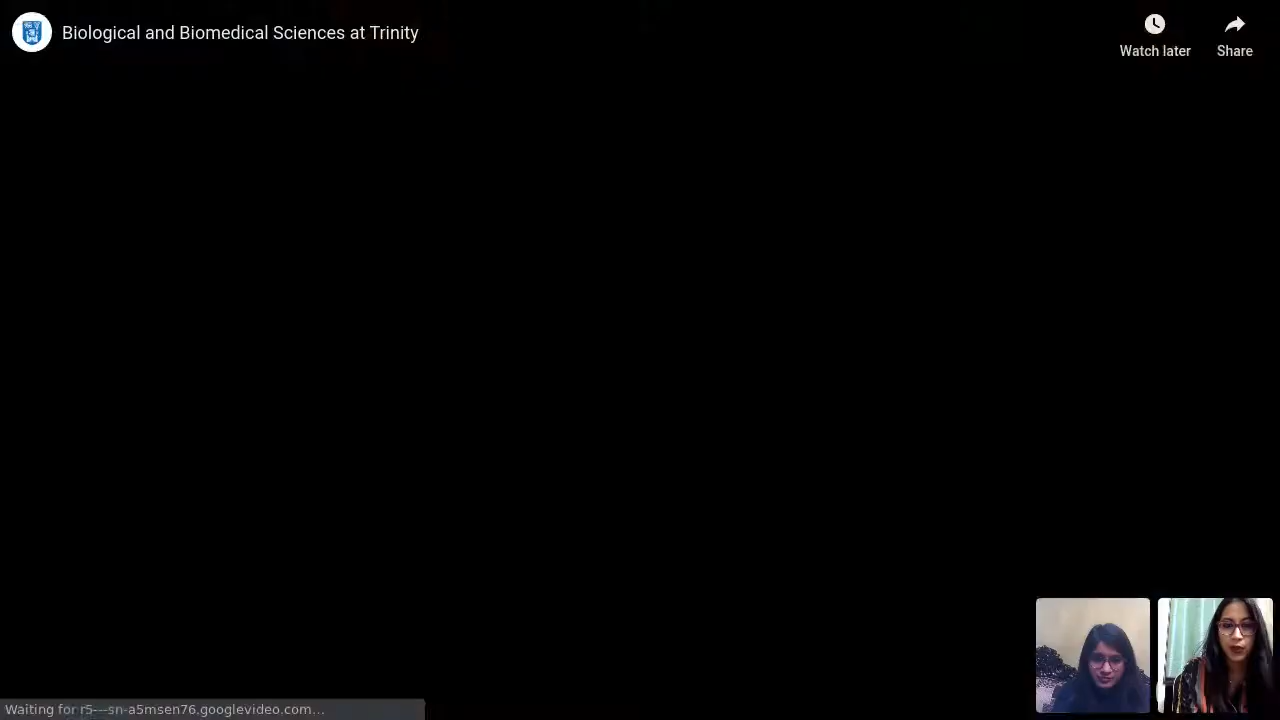 Biological and Biomedical Sciences at Trinity
Watch later
Share
Waiting for r5---sn-a5msen76.googlevideo.com...